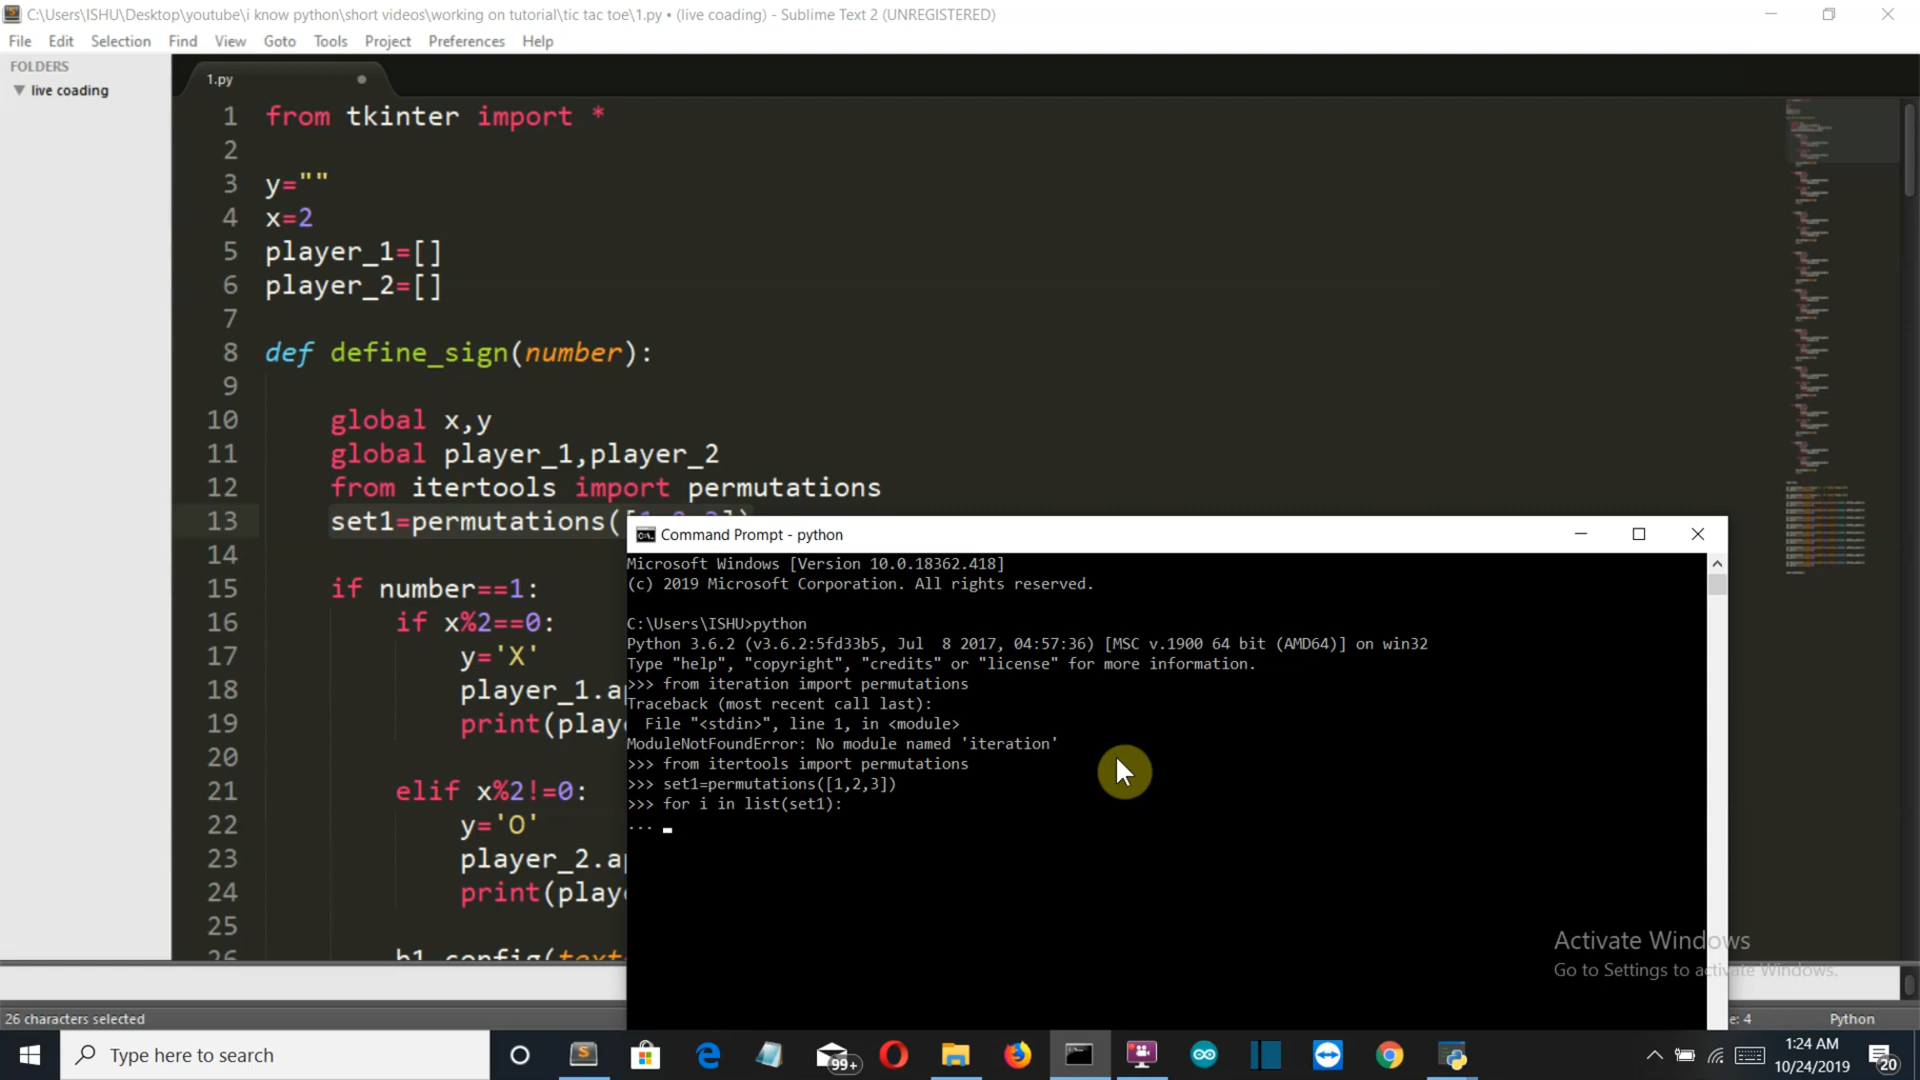 C:\Users\ISHU\Desktop\youtube\i know python\short videos\working on tutorial\tic tac toe\1.py • (live coading) - Sublime Text 2 (UNREGISTERED)
File Edit Selection Find View Goto Tools Project Preferences Help
FOLDERS
live coading
1.py
1 from tkinter import *
2
3 y=""
4 x=2
5 player_1=[]
6 player_2=[]
7
8 def define_sign(number):
9
10 global x,y
11 global player_1,player_2
12 from itertools import permutations
13 set1=permutations([1,2,3])
14
15 if number==1:
16 if x%2==0:
17 y='X'
18 player_1.a
19 print(play
20
21 elif x%2!=0:
22 y='O'
23 player_2.a
24 print(play
25
26 b1.config(text
Command Prompt - python
Microsoft Windows [Version 10.0.18362.418]
(c) 2019 Microsoft Corporation. All rights reserved.
C:\Users\ISHU>python
Python 3.6.2 (v3.6.2:5fd33b5, Jul  8 2017, 04:57:36) [MSC v.1900 64 bit (AMD64)] on win32
Type "help", "copyright", "credits" or "license" for more information.
>>> from iteration import permutations
Traceback (most recent call last):
File "<stdin>", line 1, in <module>
ModuleNotFoundError: No module named 'iteration'
>>> from itertools import permutations
>>> set1=permutations([1,2,3])
>>> for i in list(set1):
...
Activate Windows
Go to Settings to activate Windows.
26 characters selected
e: 4
Python
Type here to search
99+
1:24 AM
10/24/2019
20